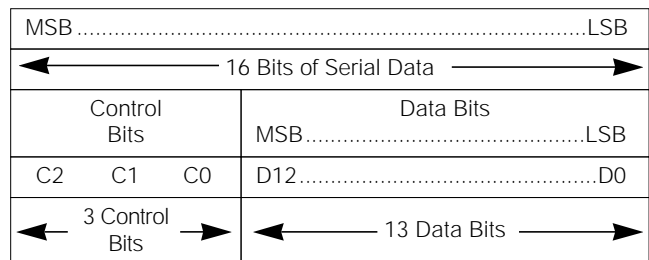 MSB......................................................................................LSB
16 Bits of Serial Data
Control Data Bits
Bits MSB...............................................LSB
C2 C1 C0 D12..................................................D0
3 Control 13 Data Bits
Bits